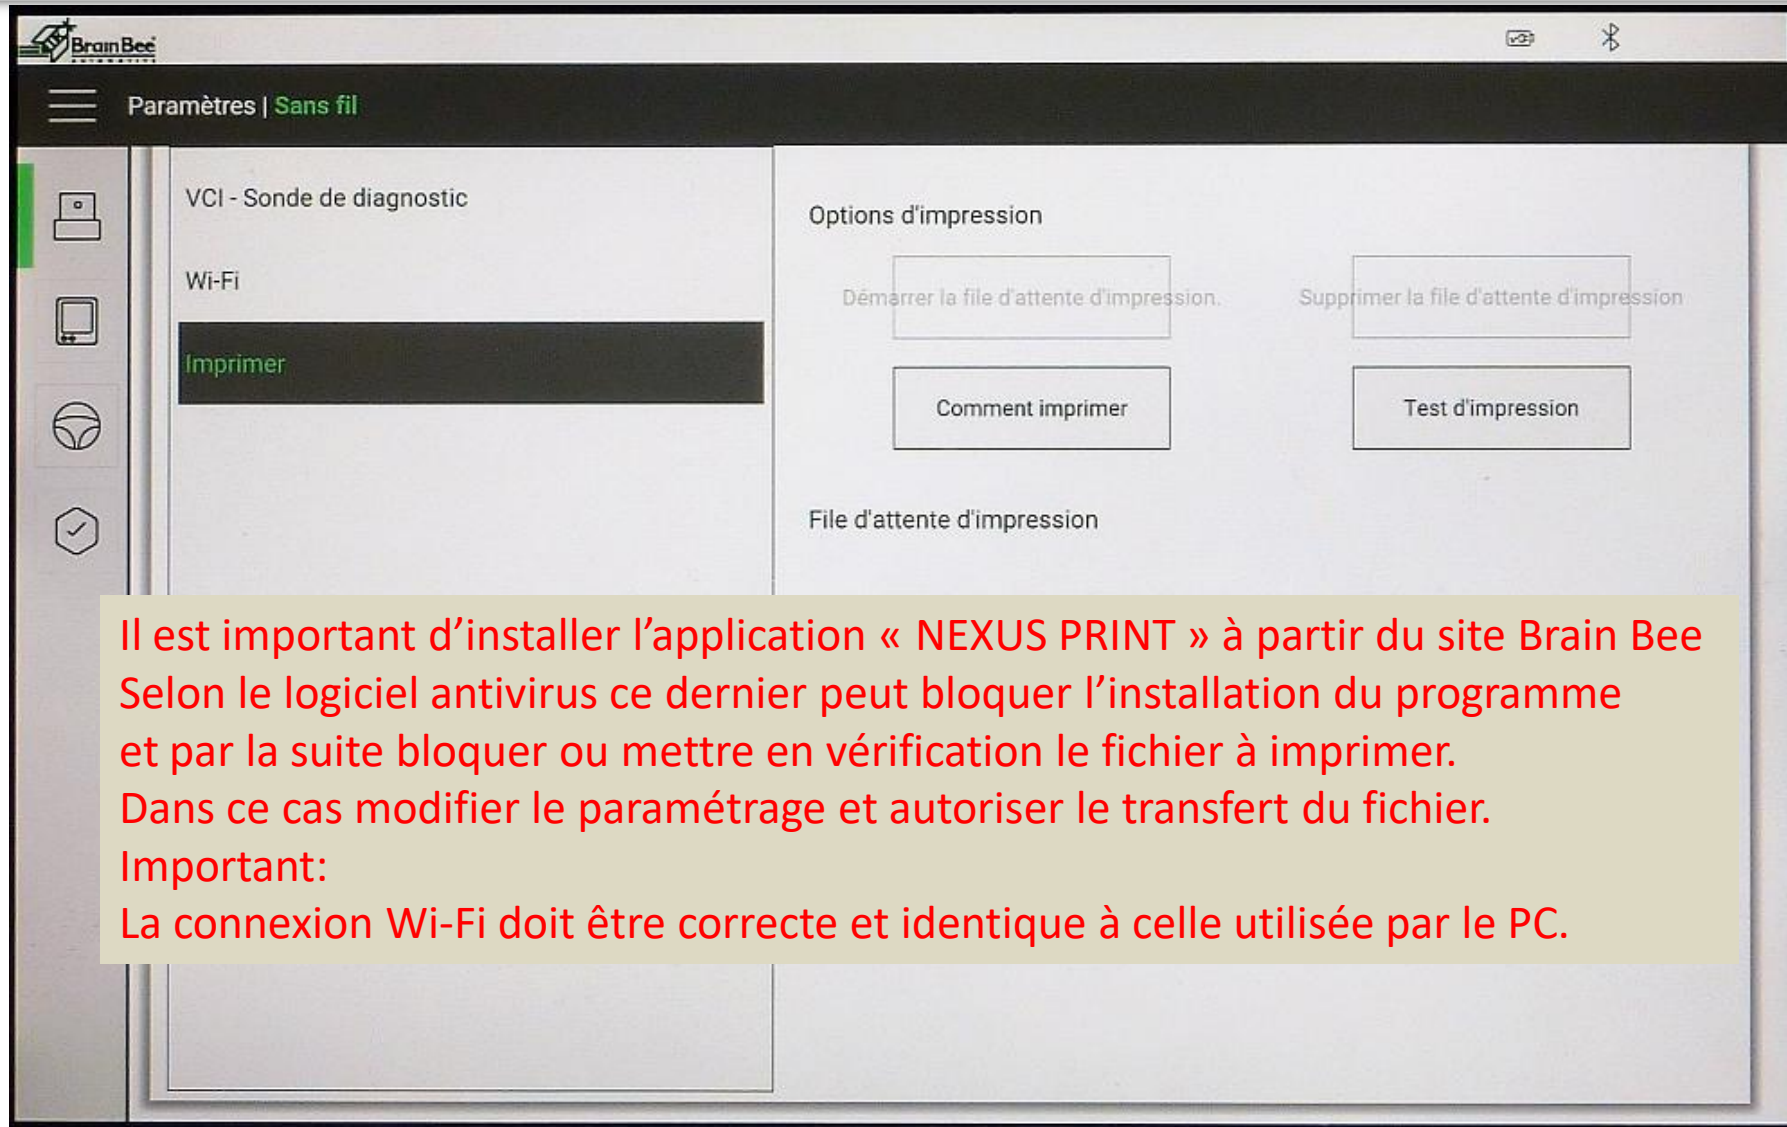 Brain Bee
AUTOMOTIVE
Paramètres | Sans fil
VCI - Sonde de diagnostic
Wi-Fi
Imprimer
Options d'impression
Démarrer la file d'attente d'impression.
Supprimer la file d'attente d'impression
Comment imprimer
Test d'impression
File d'attente d'impression
Il est important d’installer l’application « NEXUS PRINT » à partir du site Brain Bee
Selon le logiciel antivirus ce dernier peut bloquer l’installation du programme
et par la suite bloquer ou mettre en vérification le fichier à imprimer.
Dans ce cas modifier le paramétrage et autoriser le transfert du fichier.
Important:
La connexion Wi-Fi doit être correcte et identique à celle utilisée par le PC.